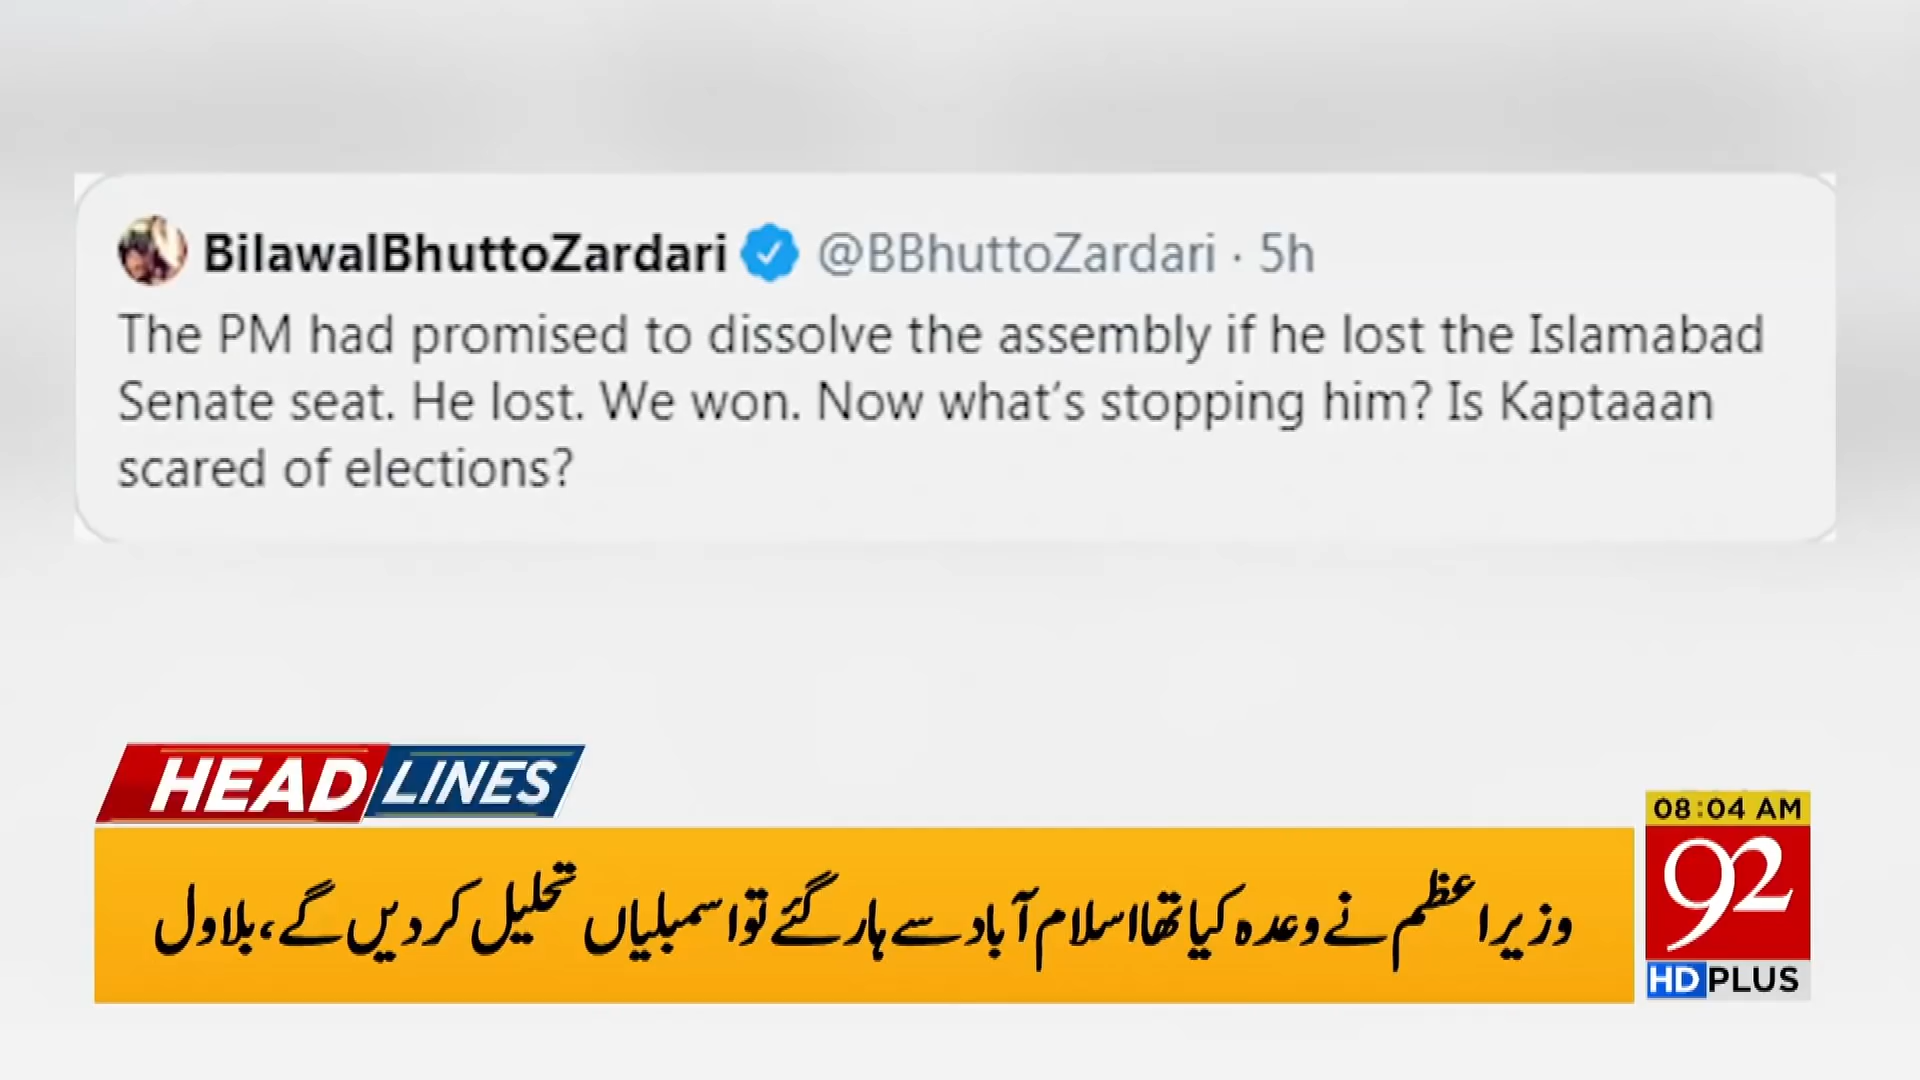 BilawalBhuttoZardari @BBhuttoZardari · 5h
The PM had promised to dissolve the assembly if he lost the Islamabad
Senate seat. He lost. We won. Now what's stopping him? Is Kaptaaan
scared of elections?
HEADLINES
08:04 AM
وزیراعظم نے وعدہ کیا تھا اسلام آباد سے ہار گئے تو اسمبلیاں تحلیل کر دیں گے، بلاول
92
HD PLUS